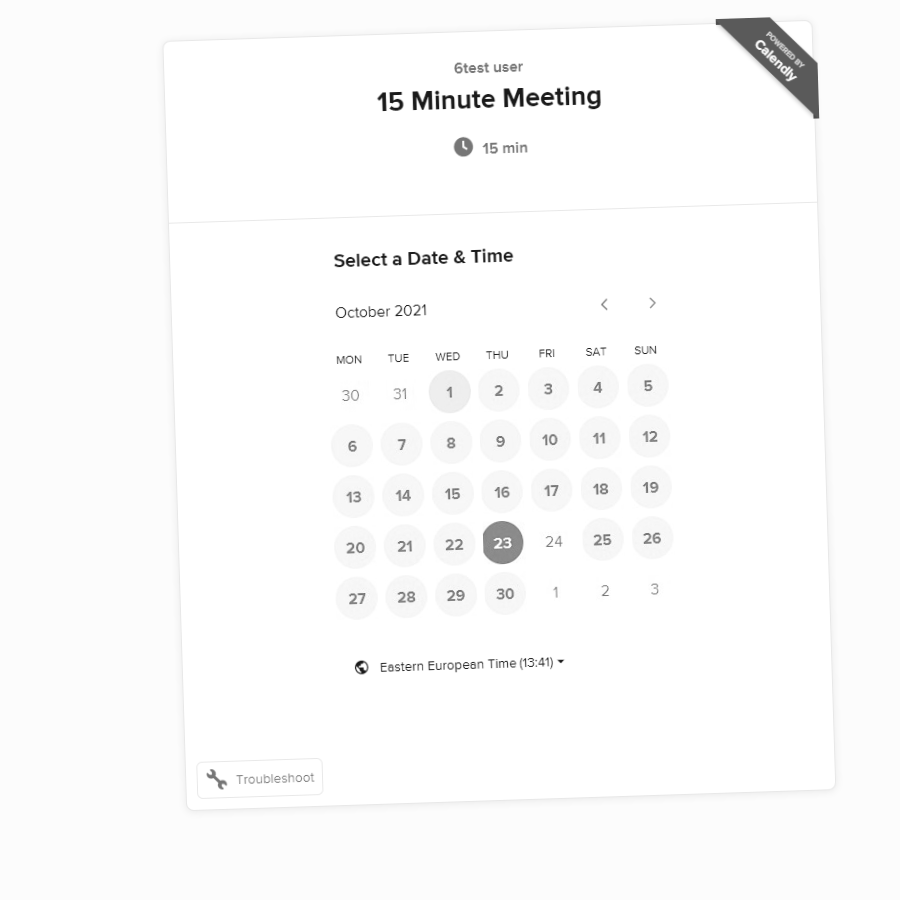 POWERED BY
Calendly
6test user
15 Minute Meeting
15 min
Select a Date & Time
October 2021
MON TUE WED THU FRI SAT SUN
30 31 1 2 3 4 5
6 7 8 9 10 11 12
13 14 15 16 17 18 19
20 21 22 23 24 25 26
27 28 29 30 1 2 3
Eastern European Time (13:41)
Troubleshoot